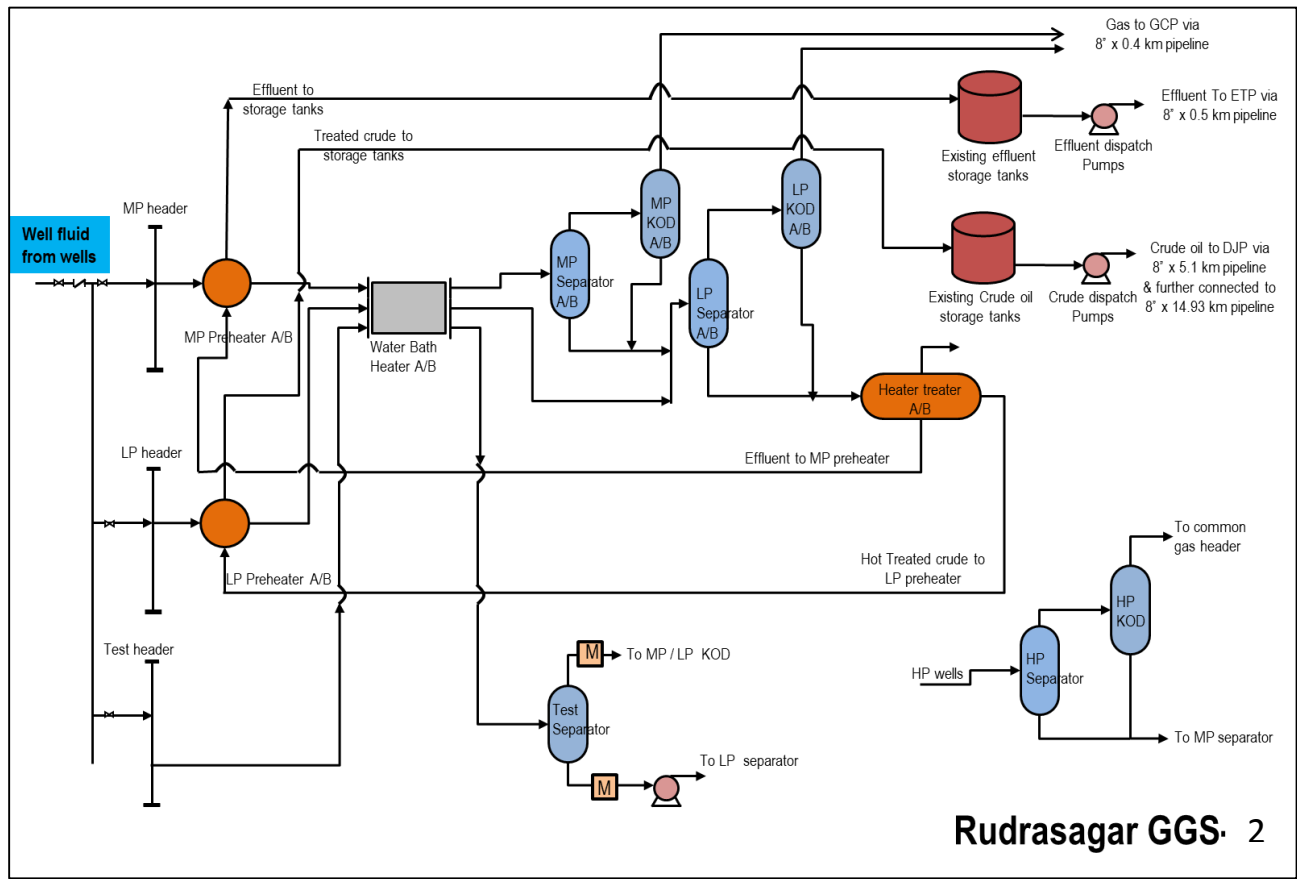 Gas to GCP via
8" x 0.4 km pipeline
Effluent to
storage tanks
Effluent To ETP via
8" x 0.5 km pipeline
Treated crude to
storage tanks
Existing effluent
storage tanks
Effluent dispatch
Pumps
MP header
Well fluid
from wells
MP
KOD
A/B
LP
KOD
A/B
MP
Separator
A/B
LP
Separator
A/B
Crude oil to DJP via
8" x 5.1 km pipeline
& further connected to
8" x 14.93 km pipeline
Existing Crude oil
storage tanks
Crude dispatch
Pumps
MP Preheater A/B
Water Bath
Heater A/B
Heater treater
A/B
LP header
Effluent to MP preheater
Hot Treated crude to
LP preheater
LP Preheater A/B
To common
gas header
HP
KOD
Test header
M
To MP / LP KOD
HP wells
HP
Separator
Test
Separator
To MP separator
To LP separator
M
Rudrasagar GGS- 2